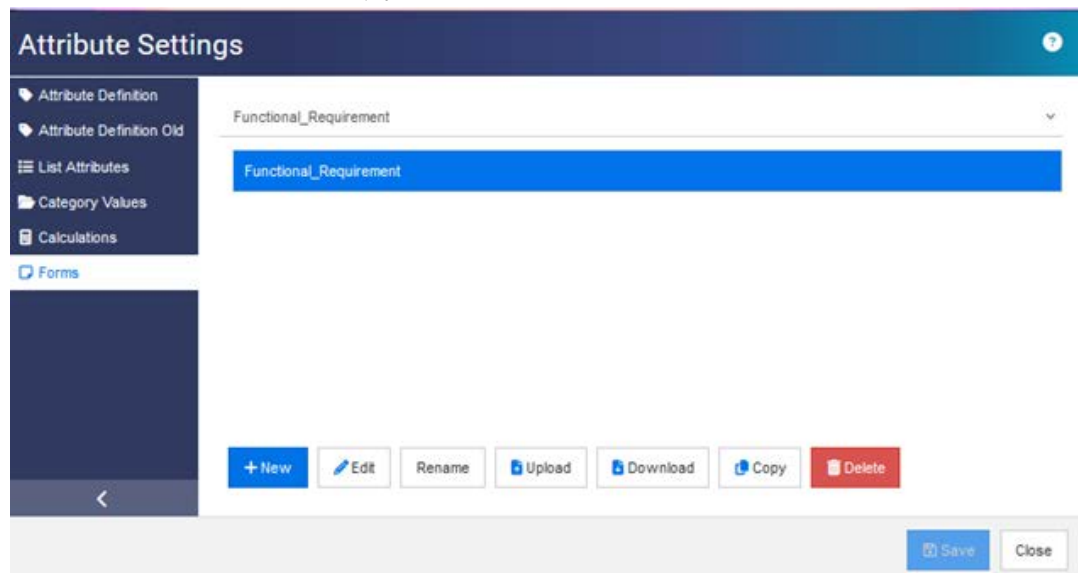 Attribute Settings
?
Attribute Definition
Attribute Definition Old
List Attributes
Category Values
Calculations
Forms
Functional_Requirement
Functional_Requirement
+ New
Edit
Rename
Upload
Download
Copy
Delete
Save
Close